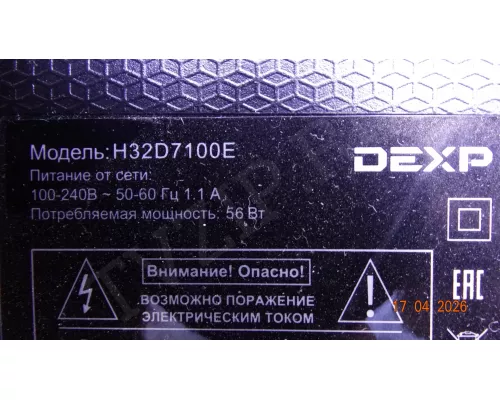 Модель: H32D7100E
DEXP
Питание от сети:
100-240В ~ 50-60 Гц 1.1 А
Потребляемая мощность: 56 Вт
Внимание! Опасно!
ВОЗМОЖНО ПОРАЖЕНИЕ
ЭЛЕКТРИЧЕСКИМ ТОКОМ
EAC
17 04 2026